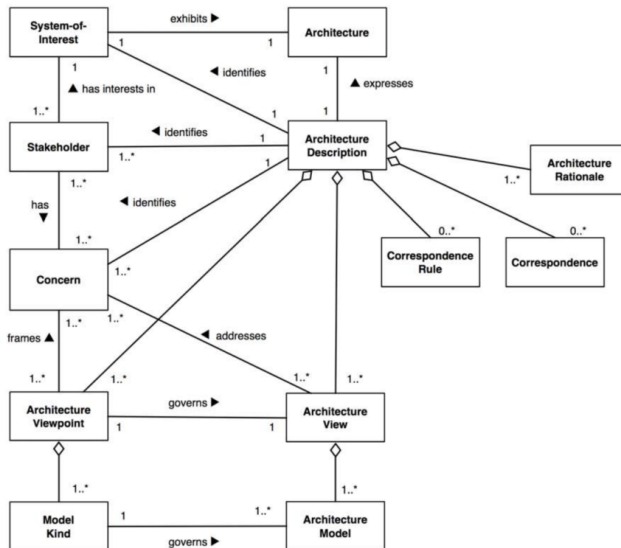 exhibits ►
System-of-
Interest
1
1
Architecture
1
◄ identifies
1
▲ has interests in
▲ expresses
1..*
1
1
Stakeholder
◄ identifies
1
1..*
Architecture
Description
1..*
1
has
▼
◄ identifies
1..*
Architecture
Rationale
1..*
1..*
0..*
0..*
Concern
Correspondence
Rule
Correspondence
1..*
1..*
frames ▲
◄ addresses
1..*
1..*
1..*
1..*
Architecture
Viewpoint
governs ►
1
1
Architecture
View
1..*
1..*
Model
Kind
1
1..*
Architecture
Model
governs ►